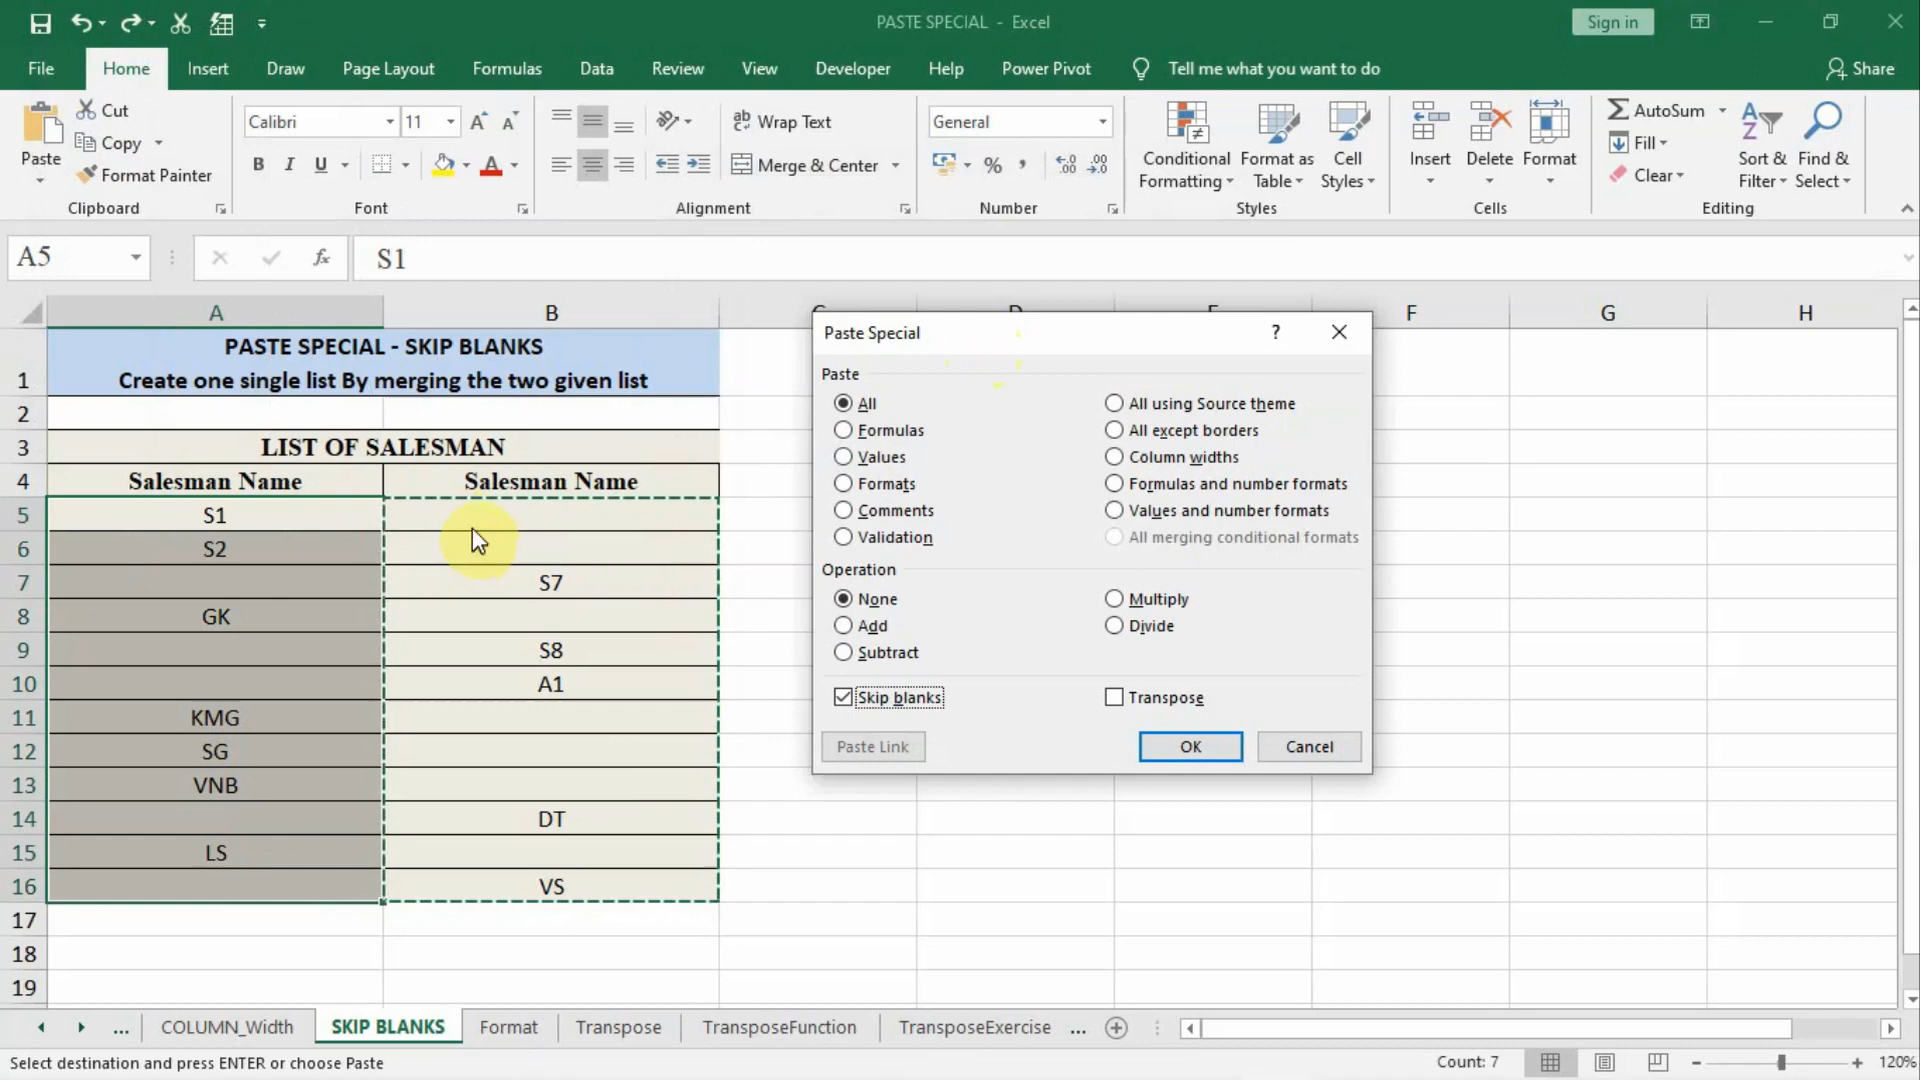 PASTE SPECIAL - Excel
Sign in
File Home Insert Draw Page Layout Formulas Data Review View Developer Help Power Pivot Tell me what you want to do Share
Paste
Cut
Copy
Format Painter
Clipboard
Calibri 11
B I U A
Font
ab Wrap Text
Merge & Center
Alignment
General
% ,
Number
Conditional Formatting
Format as Table
Cell Styles
Styles
Insert Delete Format
Cells
AutoSum
Fill
Clear
Sort & Filter
Find & Select
Editing
A5 fx S1
A B C D E F G H
1 PASTE SPECIAL - SKIP BLANKS
Create one single list By merging the two given list
2
3 LIST OF SALESMAN
4 Salesman Name Salesman Name
5 S1
6 S2
7 S7
8 GK
9 S8
10 A1
11 KMG
12 SG
13 VNB
14 DT
15 LS
16 VS
17
18
19
Paste Special ?
Paste
All All using Source theme
Formulas All except borders
Values Column widths
Formats Formulas and number formats
Comments Values and number formats
Validation All merging conditional formats
Operation
None Multiply
Add Divide
Subtract
Skip blanks Transpose
Paste Link OK Cancel
... COLUMN_Width SKIP BLANKS Format Transpose TransposeFunction TransposeExercise ...
Select destination and press ENTER or choose Paste Count: 7 120%